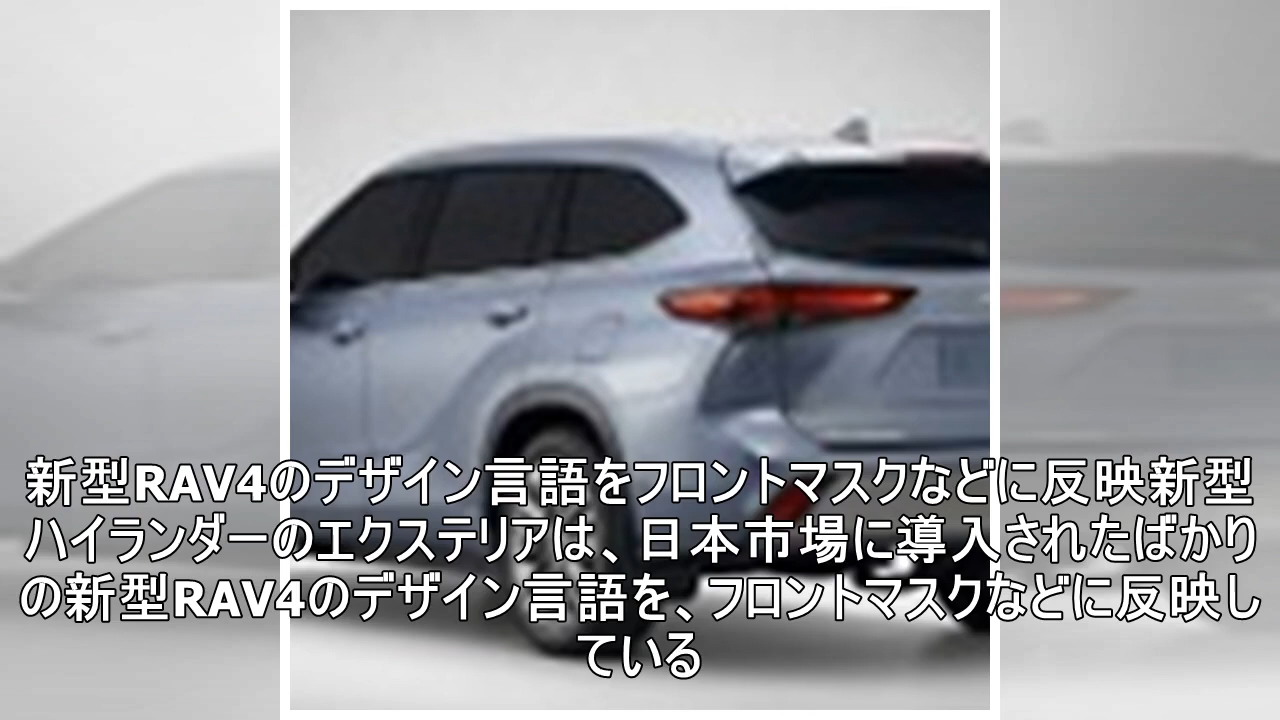 新型RAV4のデザイン言語をフロントマスクなどに反映新型
ハイランダーのエクステリアは、日本市場に導入されたばかり
の新型RAV4のデザイン言語を、フロントマスクなどに反映し
ている